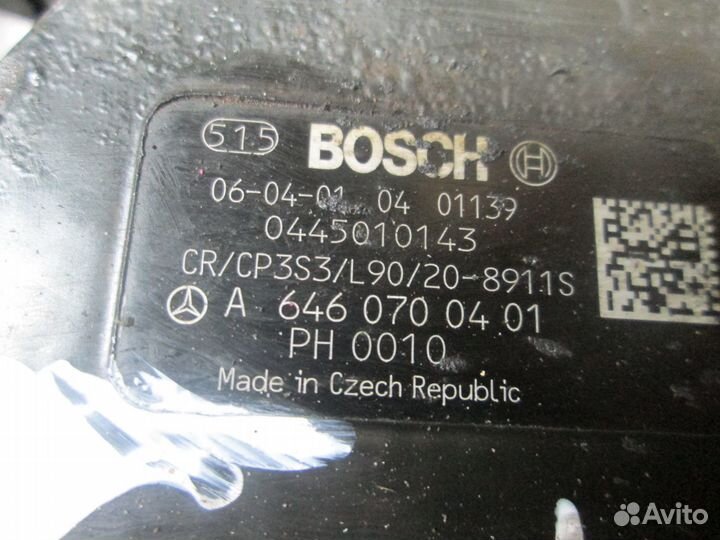 515 BOSCH
06-04-01 04 01139
0445010143
CR/CP3S3/L90/20-8911S
A 646 070 04 01
PH 0010
Made in Czech Republic
Avito